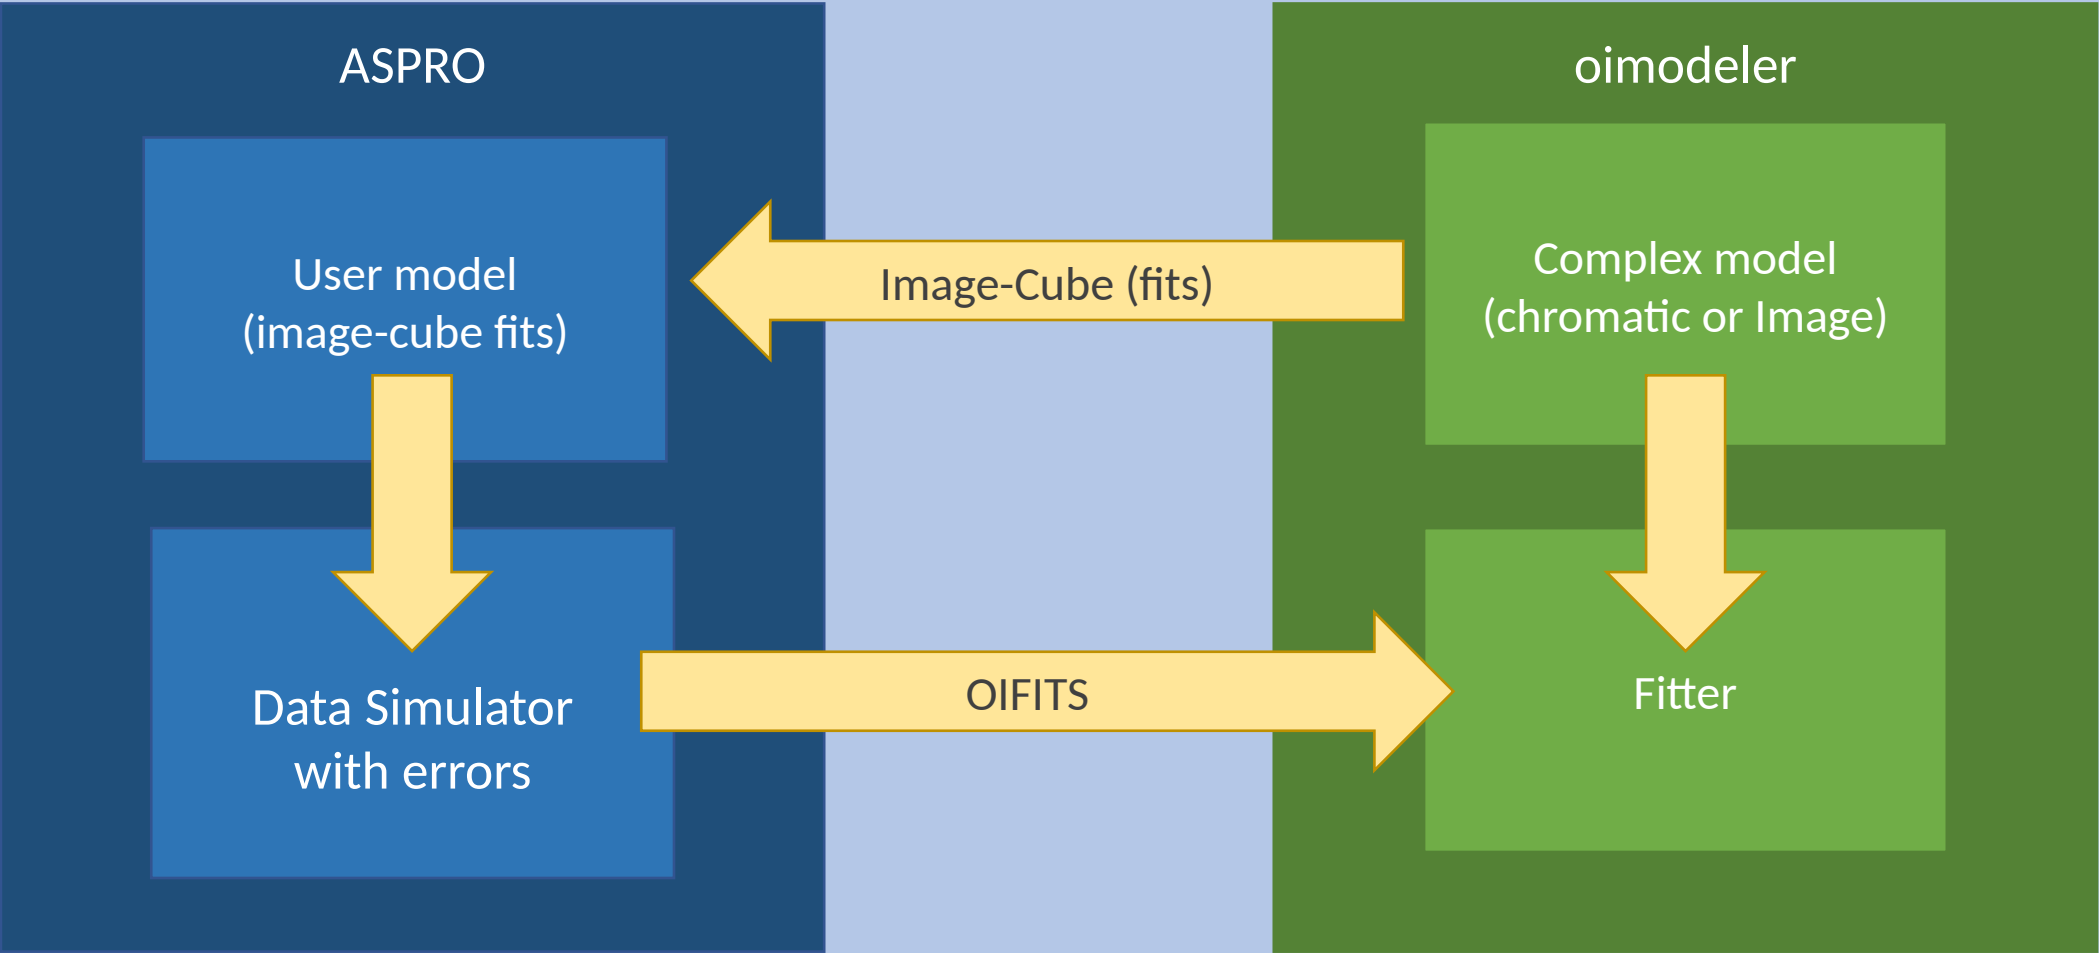 ASPRO
User model
(image-cube fits)
Data Simulator
with errors
Image-Cube (fits)
OIFITS
oimodeler
Complex model
(chromatic or Image)
Fitter